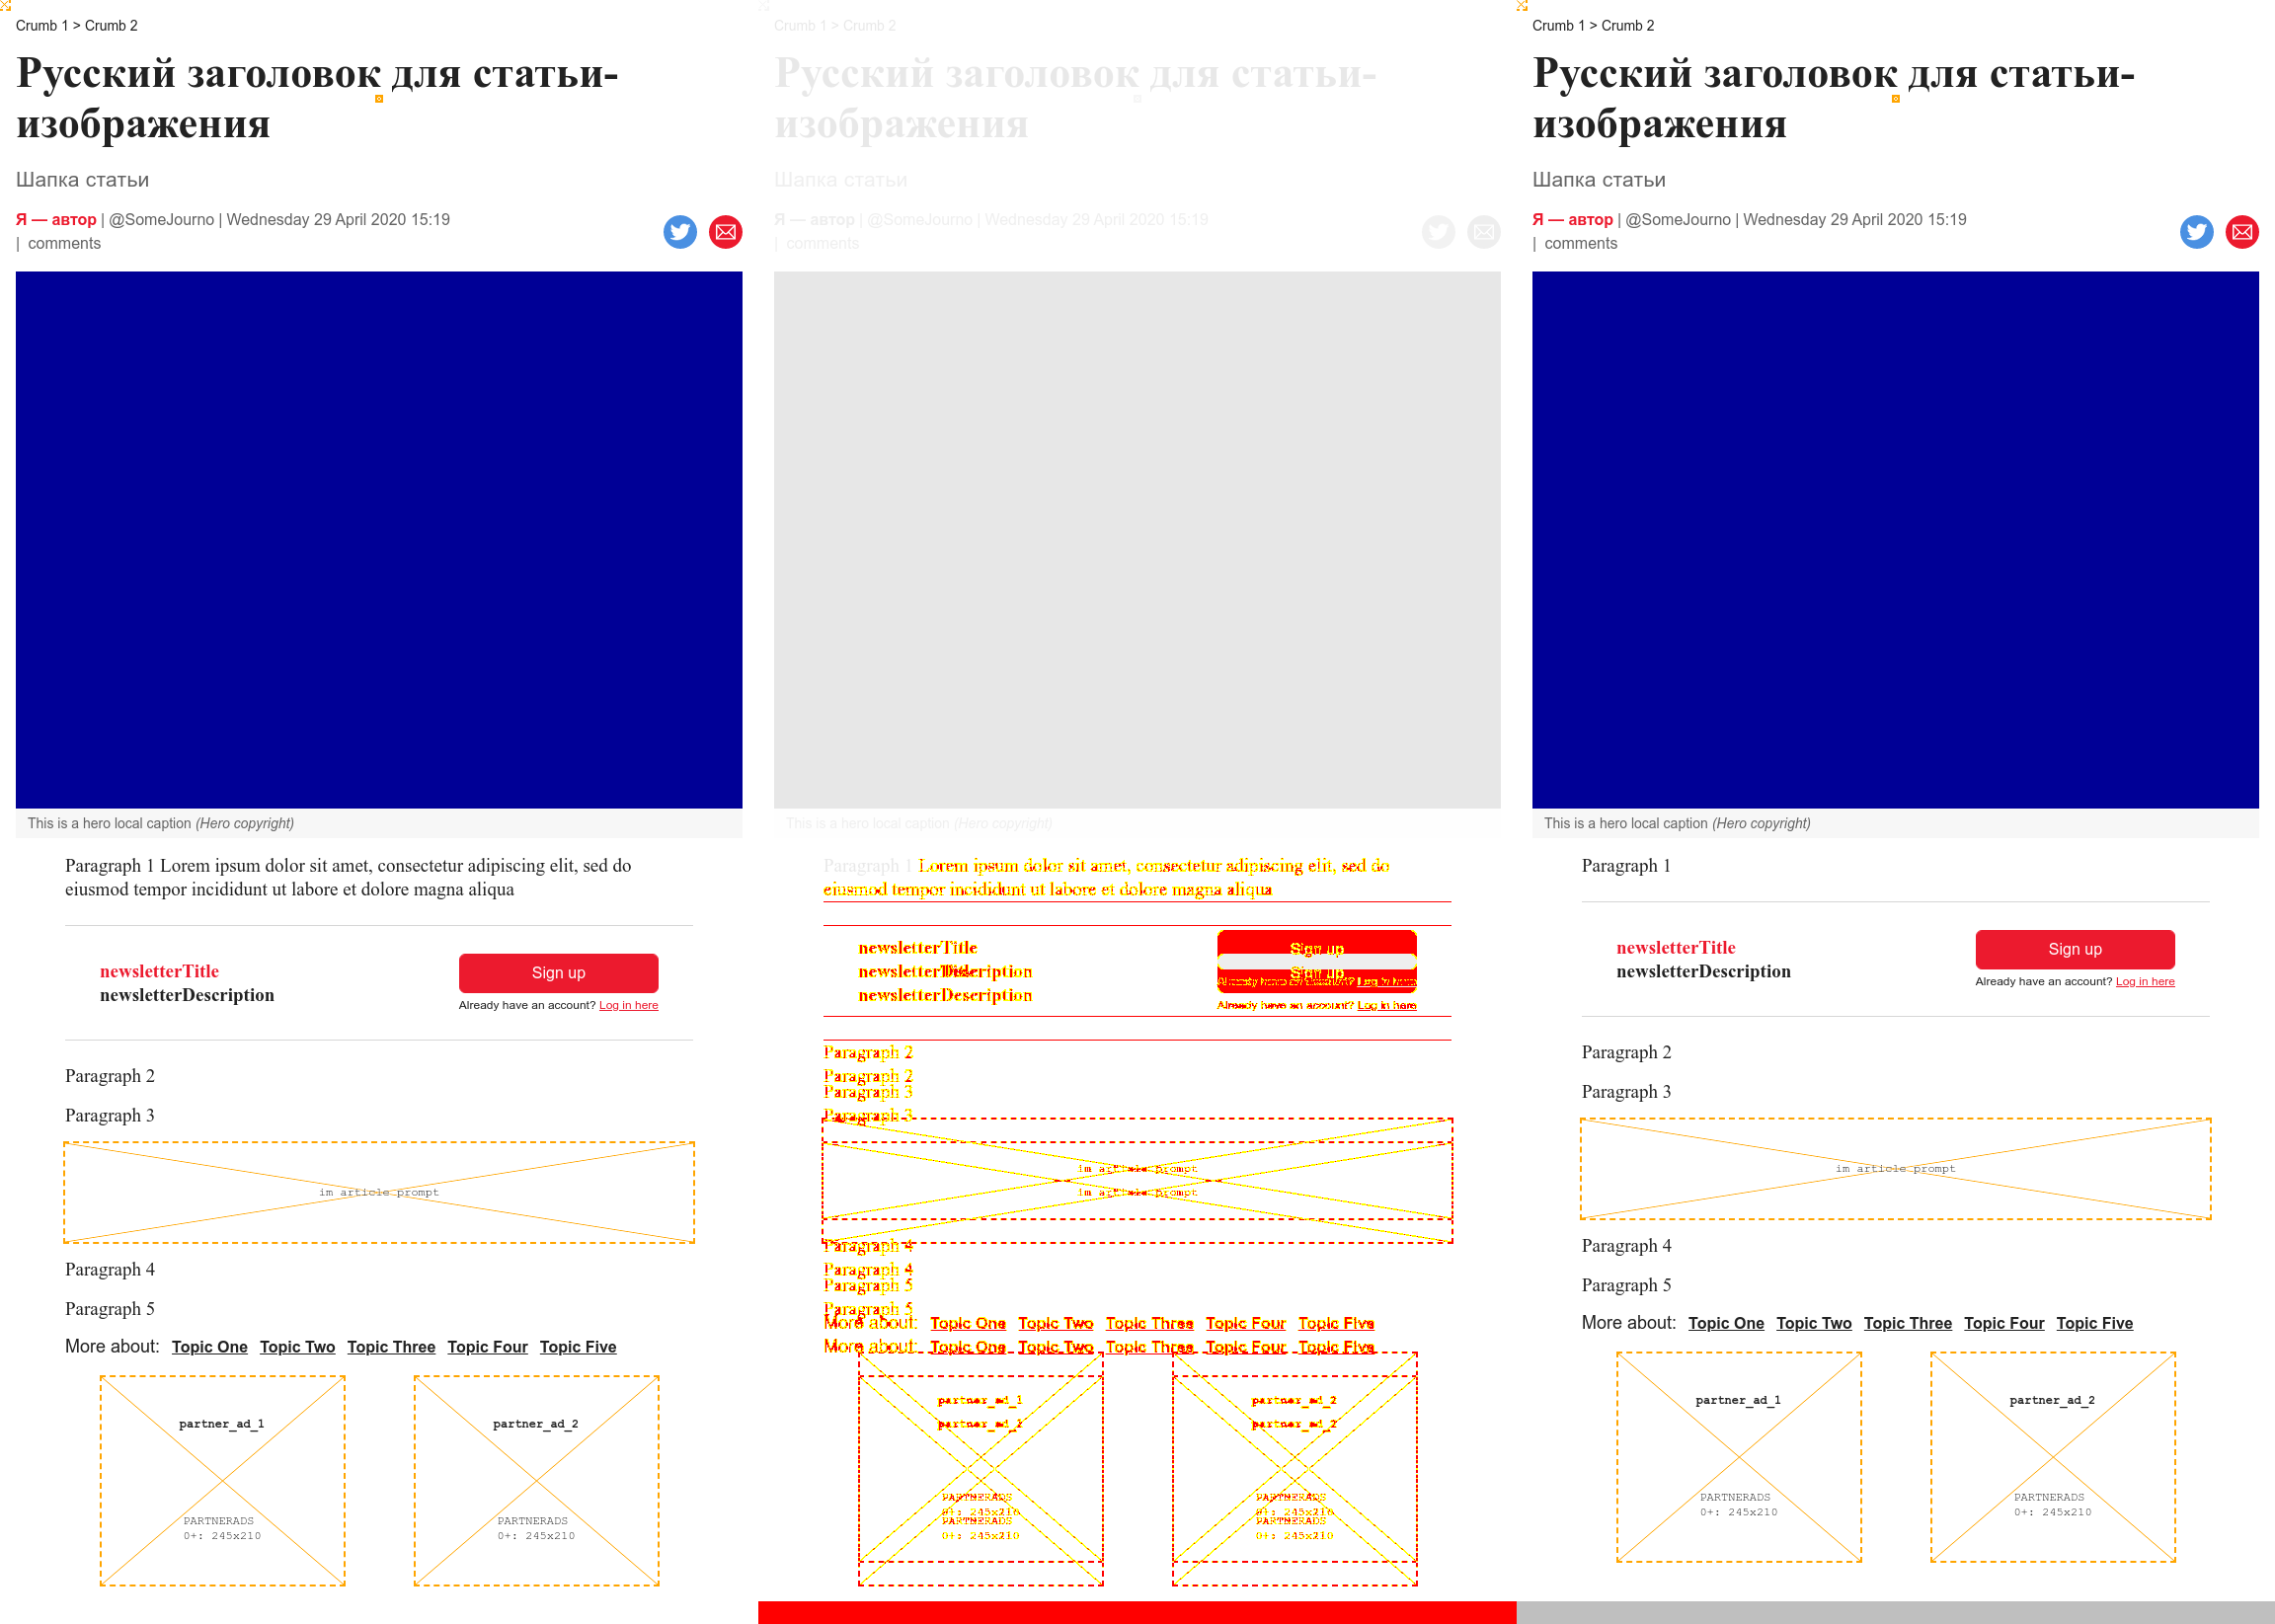 Crumb 1 > Crumb 2
Русский заголовок для статьи-
изображения
Шапка статьи
Я — автор | @SomeJourno | Wednesday 29 April 2020 15:19
| comments
This is a hero local caption (Hero copyright)
Paragraph 1 Lorem ipsum dolor sit amet, consectetur adipiscing elit, sed do
eiusmod tempor incididunt ut labore et dolore magna aliqua
newsletterTitle
newsletterDescription
Sign up
Already have an account? Log in here
Paragraph 2
Paragraph 3
im article prompt
Paragraph 4
Paragraph 5
More about: Topic One Topic Two Topic Three Topic Four Topic Five
partner_ad_1
PARTNERADS
0+: 245x210
partner_ad_2
PARTNERADS
0+: 245x210
Crumb 1 > Crumb 2
Русский заголовок для статьи-
изображения
Шапка статьи
Я — автор | @SomeJourno | Wednesday 29 April 2020 15:19
| comments
This is a hero local caption (Hero copyright)
Paragraph 1 Lorem ipsum dolor sit amet, consectetur adipiscing elit, sed do
eiusmod tempor incididunt ut labore et dolore magna aliqua
newsletterTitle
newsletterDescription
newsletterDescription
Sign up
Sign up
Already have an account? Log in here
Already have an account? Log in here
Paragraph 2
Paragraph 2
Paragraph 3
Paragraph 3
im article prompt
im article prompt
Paragraph 4
Paragraph 4
Paragraph 5
Paragraph 5
More about: Topic One Topic Two Topic Three Topic Four Topic Five
More about: Topic One Topic Two Topic Three Topic Four Topic Five
partner_ad_1
partner_ad_1
PARTNERADS
0+: 245x210
PARTNERADS
0+: 245x210
partner_ad_2
partner_ad_2
PARTNERADS
0+: 245x210
PARTNERADS
0+: 245x210
Crumb 1 > Crumb 2
Русский заголовок для статьи-
изображения
Шапка статьи
Я — автор | @SomeJourno | Wednesday 29 April 2020 15:19
| comments
This is a hero local caption (Hero copyright)
Paragraph 1
newsletterTitle
newsletterDescription
Sign up
Already have an account? Log in here
Paragraph 2
Paragraph 3
im article prompt
Paragraph 4
Paragraph 5
More about: Topic One Topic Two Topic Three Topic Four Topic Five
partner_ad_1
PARTNERADS
0+: 245x210
partner_ad_2
PARTNERADS
0+: 245x210